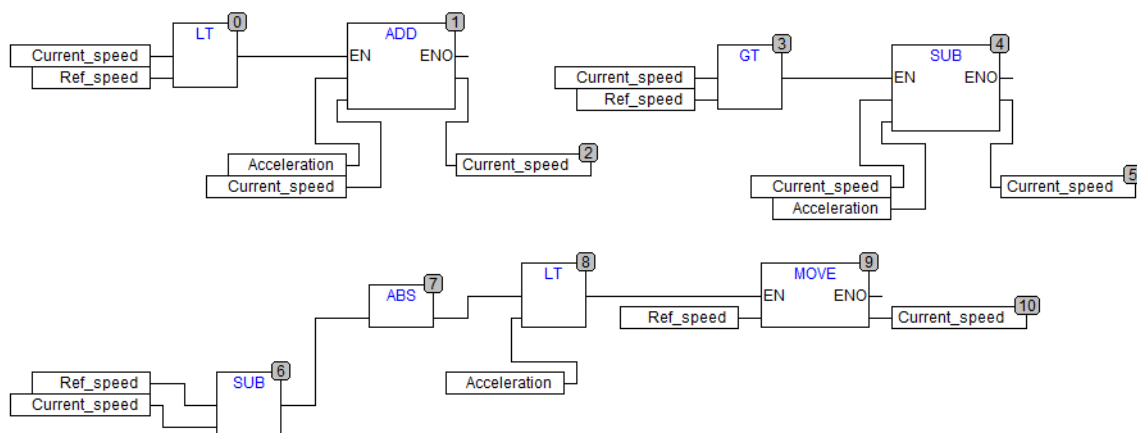 0
LT
Current_speed
Ref_speed
1
ADD
EN ENO
Acceleration
Current_speed
2
Current_speed
3
GT
Current_speed
Ref_speed
4
SUB
EN ENO
Current_speed
Acceleration
5
Current_speed
6
SUB
Ref_speed
Current_speed
7
ABS
8
LT
Acceleration
9
MOVE
EN ENO
Ref_speed
10
Current_speed